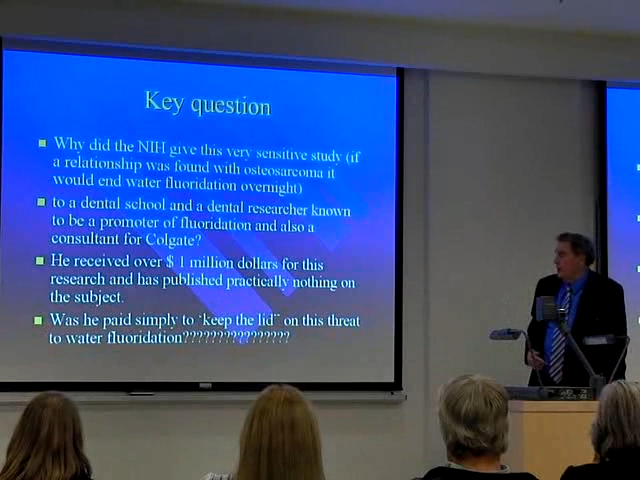 Key question
Why did the NIH give this very sensitive study (if
a relationship was found with osteosarcoma it
would end water fluoridation overnight)
to a dental school and a dental researcher known
to be a promoter of fluoridation and also a
consultant for Colgate?
He received over $ 1 million dollars for this
research and has published practically nothing on
the subject.
Was he paid simply to ‘keep the lid” on this threat
to water fluoridation????????????????